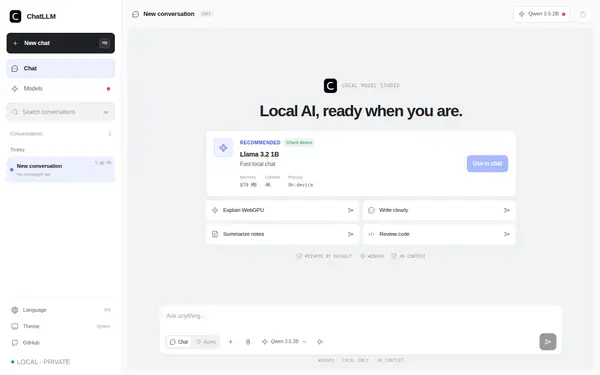 ChatLLM
New chat
Chat
Models
Search conversations
Conversations
Today
New conversation
No messages yet
Language EN
Theme System
GitHub
LOCAL · PRIVATE
New conversation
Qwen 3.5 2B
LOCAL MODEL STUDIO
Local AI, ready when you are.
RECOMMENDED Check device
Llama 3.2 1B
Fast local chat
Memory Context Privacy
879 MB 4K On-device
Use in chat
Explain WebGPU
Write clearly
Summarize notes
Review code
PRIVATE BY DEFAULT WEBGPU 4K CONTEXT
Ask anything...
Chat Agent Qwen 3.5 2B
WEBGPU · LOCAL ONLY · 4K CONTEXT